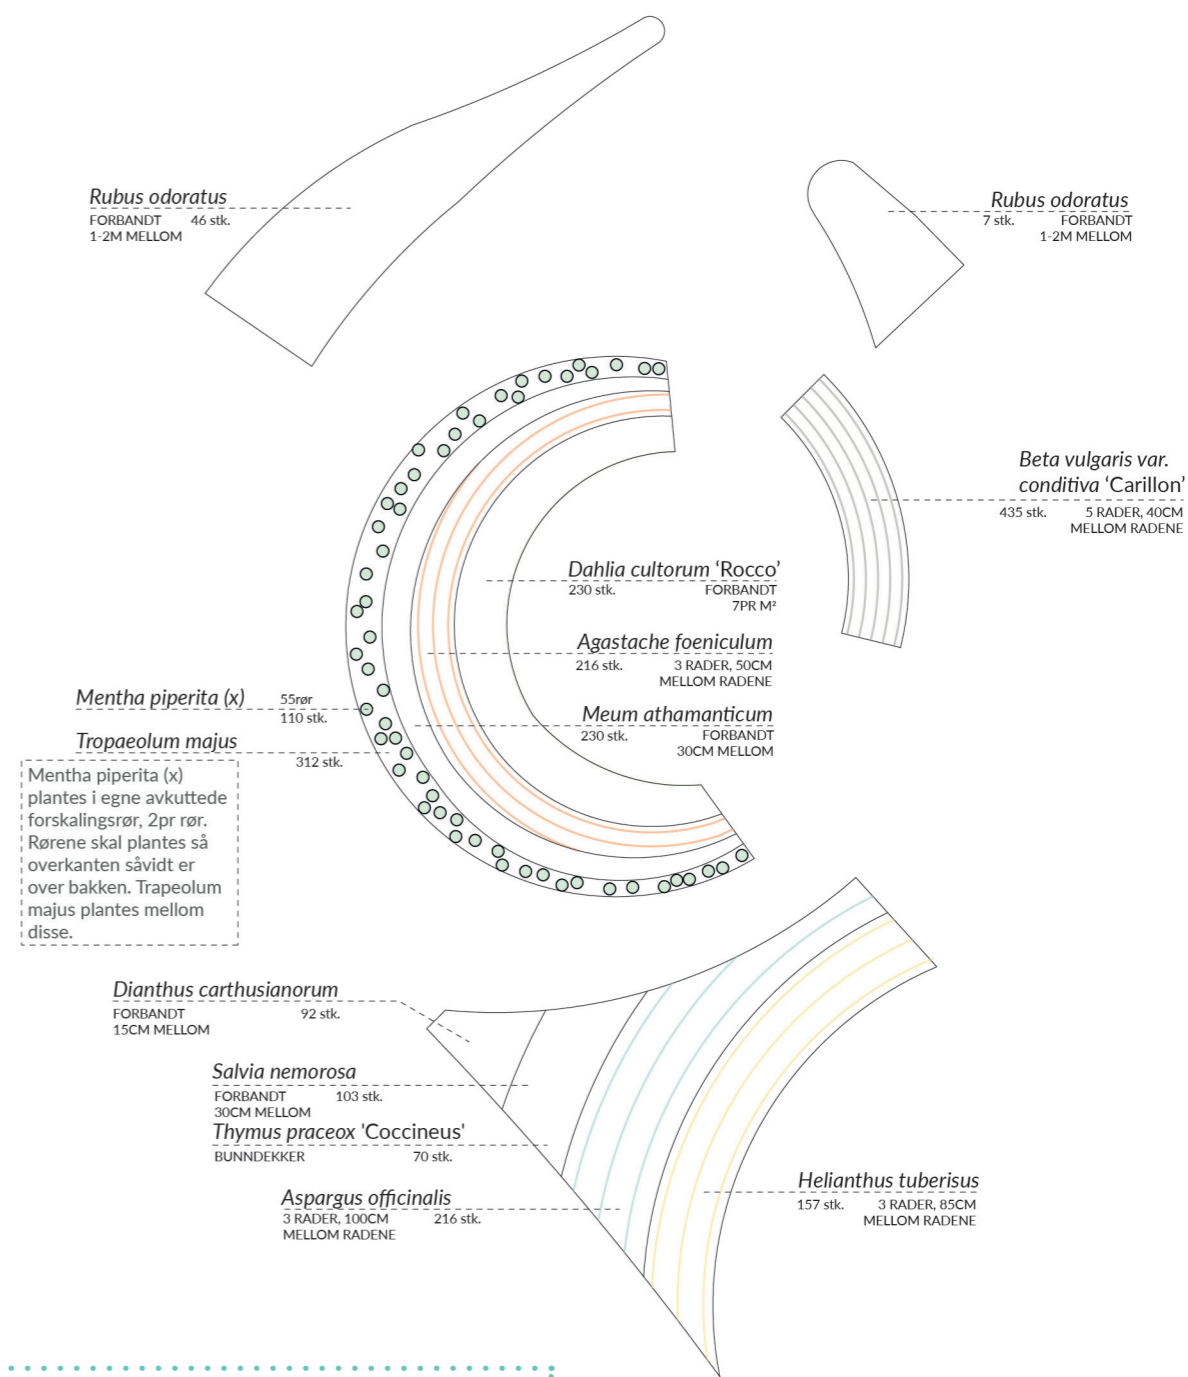 Rubus odoratus
FORBANDT 46 stk.
1-2M MELLOM
Rubus odoratus
7 stk. FORBANDT
1-2M MELLOM
Beta vulgaris var.
conditiva ‘Carillon’
435 stk. 5 RADER, 40CM
MELLOM RADENE
Dahlia cultorum ‘Rocco’
230 stk. FORBANDT
7PR M²
Agastache foeniculum
216 stk. 3 RADER, 50CM
MELLOM RADENE
Meum athamanticum
230 stk. FORBANDT
30CM MELLOM
Mentha piperita (x) 55rør
110 stk.
Tropaeolum majus
312 stk.
Mentha piperita (x)
plantes i egne avkuttede
forskalingsrør, 2pr rør.
Rørene skal plantes så
overkanten såvidt er
over bakken. Trapeolum
majus plantes mellom
disse.
Dianthus carthusianorum
FORBANDT 92 stk.
15CM MELLOM
Salvia nemorosa
FORBANDT 103 stk.
30CM MELLOM
Thymus praceox 'Coccineus'
BUNNDEKKER 70 stk.
Aspargus officinalis
3 RADER, 100CM 216 stk.
MELLOM RADENE
Helianthus tuberisus
157 stk. 3 RADER, 85CM
MELLOM RADENE